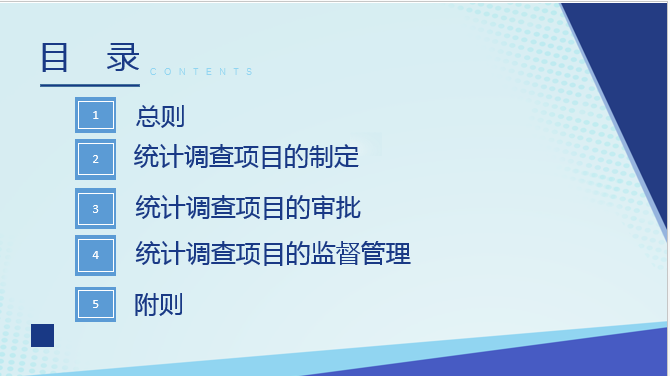 目 录 CONTENTS
1 总则
2 统计调查项目的制定
3 统计调查项目的审批
4 统计调查项目的监督管理
5 附则